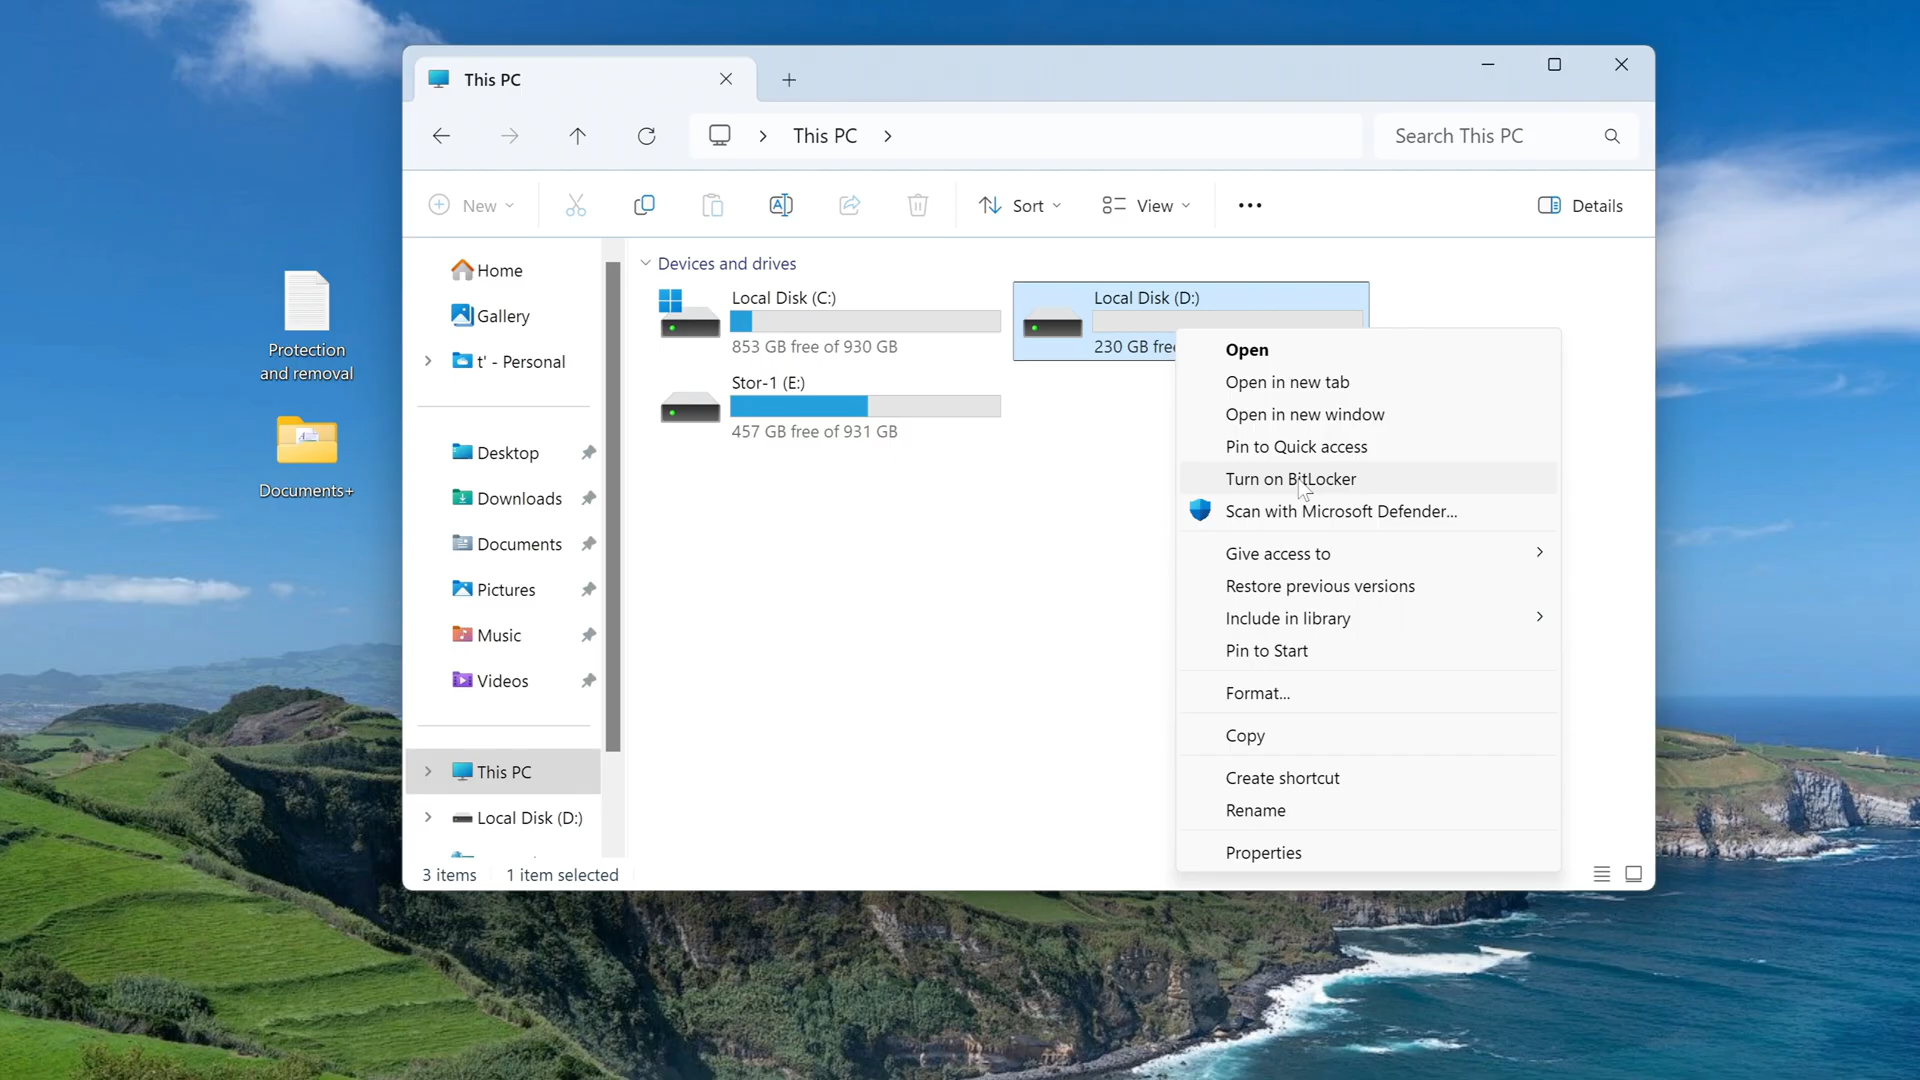 This PC
This PC
Search This PC
New
Sort
View
Details
Home
Gallery
t' - Personal
Desktop
Downloads
Documents
Pictures
Music
Videos
This PC
Local Disk (D:)
Devices and drives
Local Disk (C:)
853 GB free of 930 GB
Local Disk (D:)
230 GB free
Stor-1 (E:)
457 GB free of 931 GB
Open
Open in new tab
Open in new window
Pin to Quick access
Turn on BitLocker
Scan with Microsoft Defender...
Give access to
Restore previous versions
Include in library
Pin to Start
Format...
Copy
Create shortcut
Rename
Properties
3 items
1 item selected
Protection
and removal
Documents+